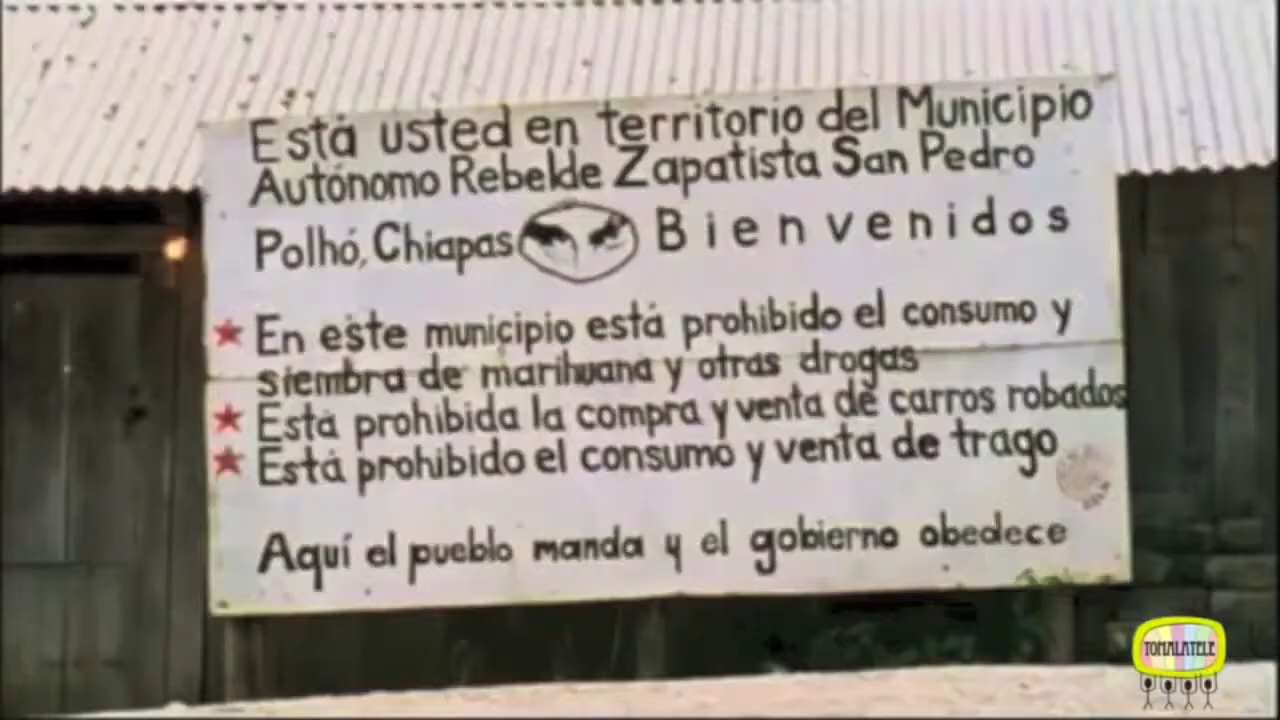 Está usted en territorio del Municipio
Autónomo Rebelde Zapatista San Pedro
Polhó, Chiapas Bienvenidos
En este municipio está prohibido el consumo y
siembra de marihuana y otras drogas
Está prohibida la compra y venta de carros robados
Está prohibido el consumo y venta de trago
Aquí el pueblo manda y el gobierno obedece
TOMALATELE